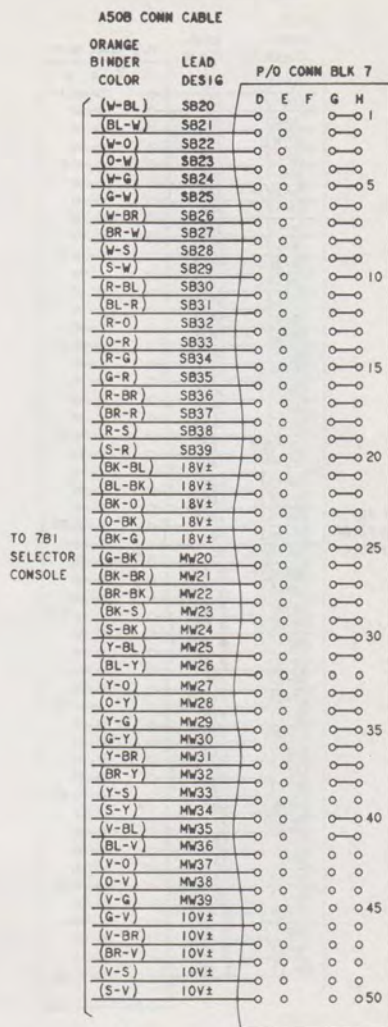 A50B CONN CABLE
ORANGE BINDER COLOR LEAD DESIG P/O CONN BLK 7
D E F G H
(W-BL) SB20 1
(BL-W) SB21
(W-O) SB22
(O-W) SB23
(W-G) SB24 5
(G-W) SB25
(W-BR) SB26
(BR-W) SB27
(W-S) SB28
(S-W) SB29 10
(R-BL) SB30
(BL-R) SB31
(R-O) SB32
(O-R) SB33
(R-G) SB34 15
(G-R) SB35
(R-BR) SB36
(BR-R) SB37
(R-S) SB38
(S-R) SB39 20
(BK-BL) 18V±
(BL-BK) 18V±
(BK-O) 18V±
(O-BK) 18V±
(BK-G) 18V± 25
(G-BK) MW20
(BK-BR) MW21
(BR-BK) MW22
(BK-S) MW23
(S-BK) MW24 30
(Y-BL) MW25
(BL-Y) MW26
(Y-O) MW27
(O-Y) MW28
(Y-G) MW29 35
(G-Y) MW30
(Y-BR) MW31
(BR-Y) MW32
(Y-S) MW33
(S-Y) MW34 40
(V-BL) MW35
(BL-V) MW36
(V-O) MW37
(O-V) MW38
(V-G) MW39 45
(G-V) 10V±
(V-BR) 10V±
(BR-V) 10V±
(V-S) 10V±
(S-V) 10V± 50
TO 7B1
SELECTOR
CONSOLE